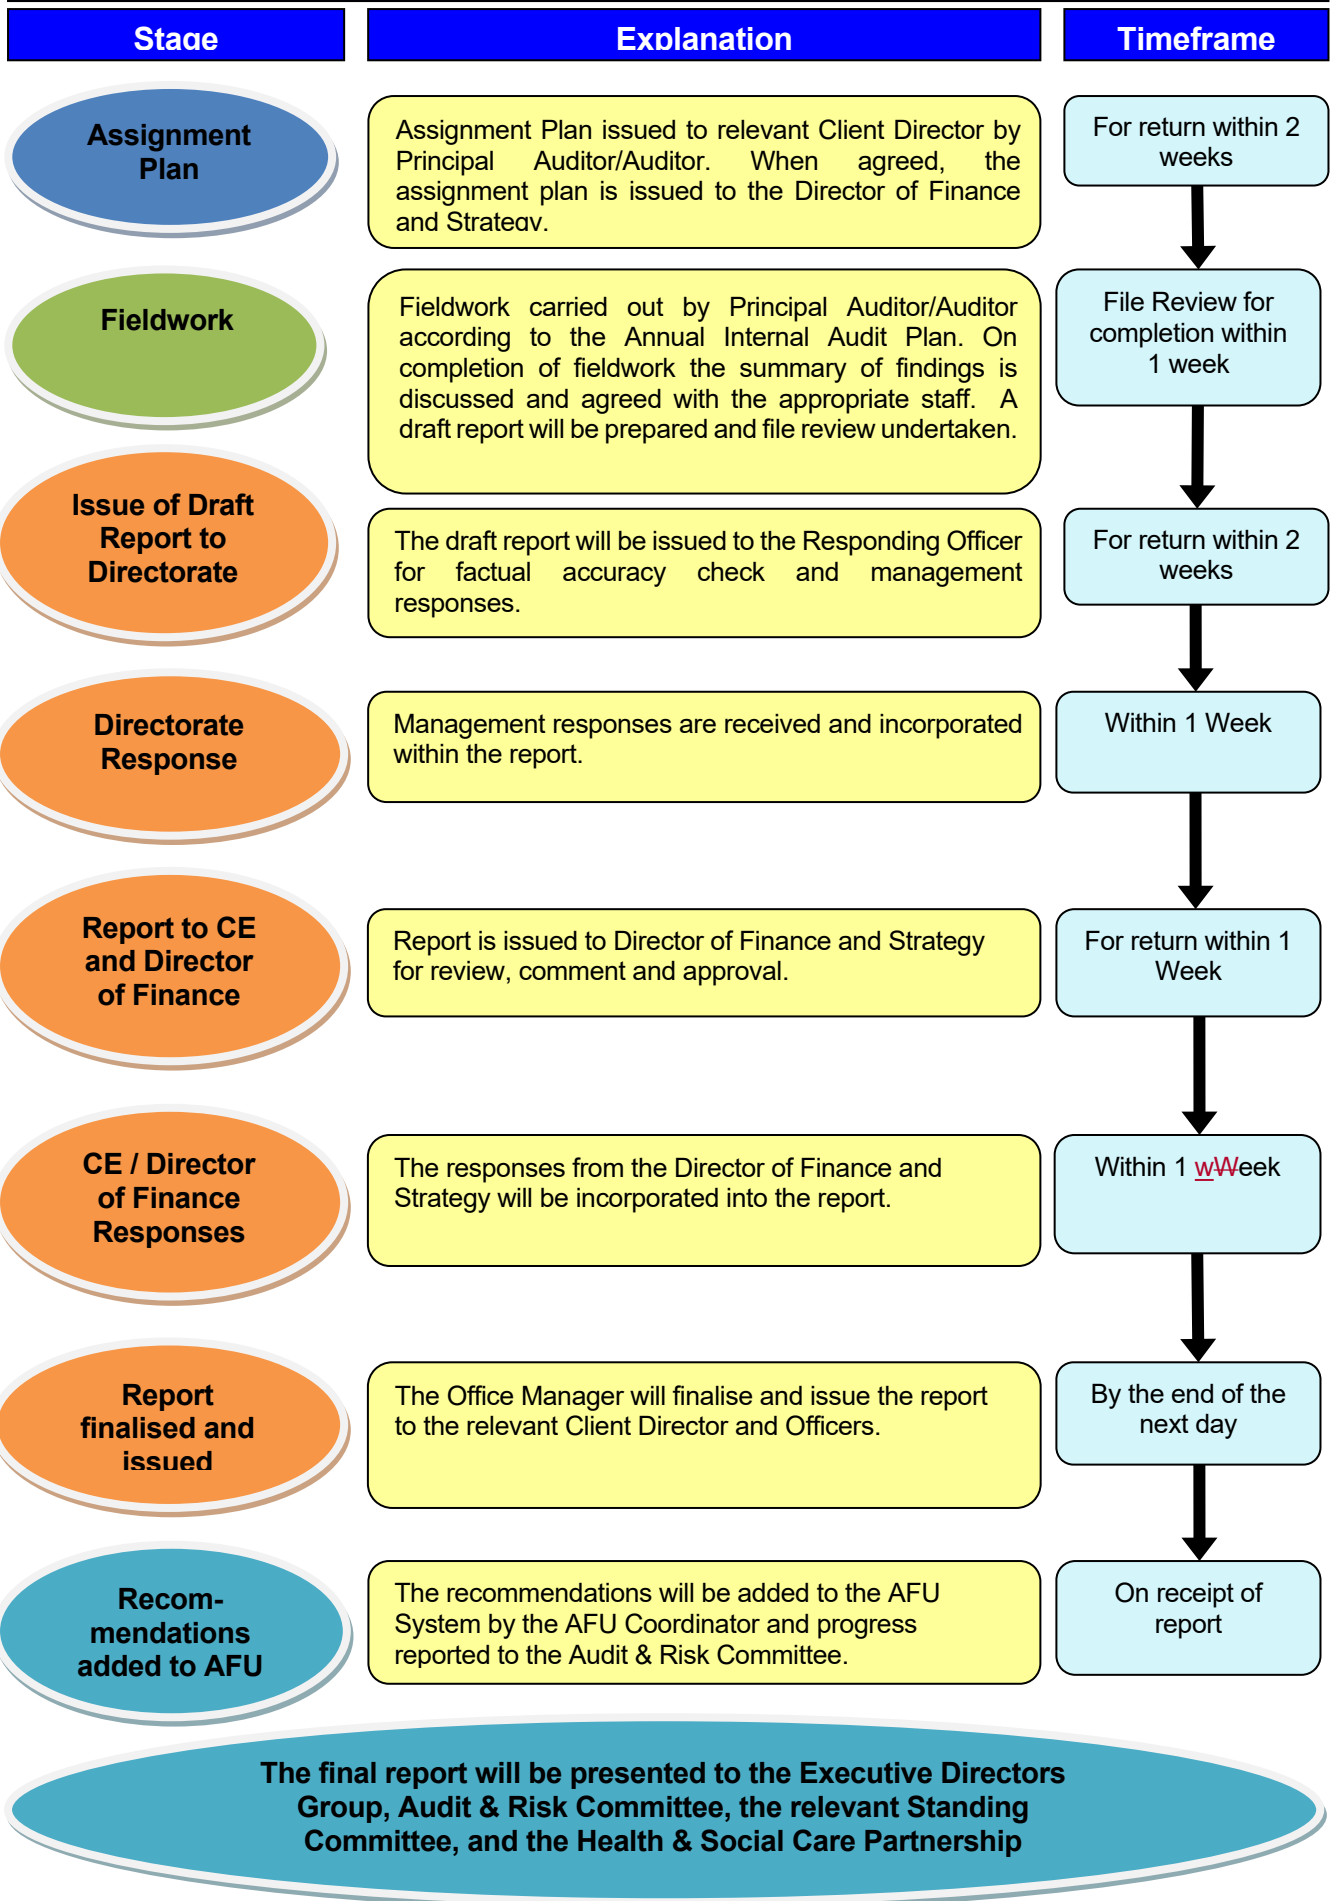 Stage
Explanation
Timeframe
Assignment
Plan
Assignment Plan issued to relevant Client Director by
Principal Auditor/Auditor. When agreed, the
assignment plan is issued to the Director of Finance
and Strategy.
For return within 2
weeks
Fieldwork
Fieldwork carried out by Principal Auditor/Auditor
according to the Annual Internal Audit Plan. On
completion of fieldwork the summary of findings is
discussed and agreed with the appropriate staff. A
draft report will be prepared and file review undertaken.
File Review for
completion within
1 week
Issue of Draft
Report to
Directorate
The draft report will be issued to the Responding Officer
for factual accuracy check and management
responses.
For return within 2
weeks
Directorate
Response
Management responses are received and incorporated
within the report.
Within 1 Week
Report to CE
and Director
of Finance
Report is issued to Director of Finance and Strategy
for review, comment and approval.
For return within 1
Week
CE / Director
of Finance
Responses
The responses from the Director of Finance and
Strategy will be incorporated into the report.
Within 1 wWeek
Report
finalised and
issued
The Office Manager will finalise and issue the report
to the relevant Client Director and Officers.
By the end of the
next day
Recom-
mendations
added to AFU
The recommendations will be added to the AFU
System by the AFU Coordinator and progress
reported to the Audit & Risk Committee.
On receipt of
report
The final report will be presented to the Executive Directors
Group, Audit & Risk Committee, the relevant Standing
Committee, and the Health & Social Care Partnership